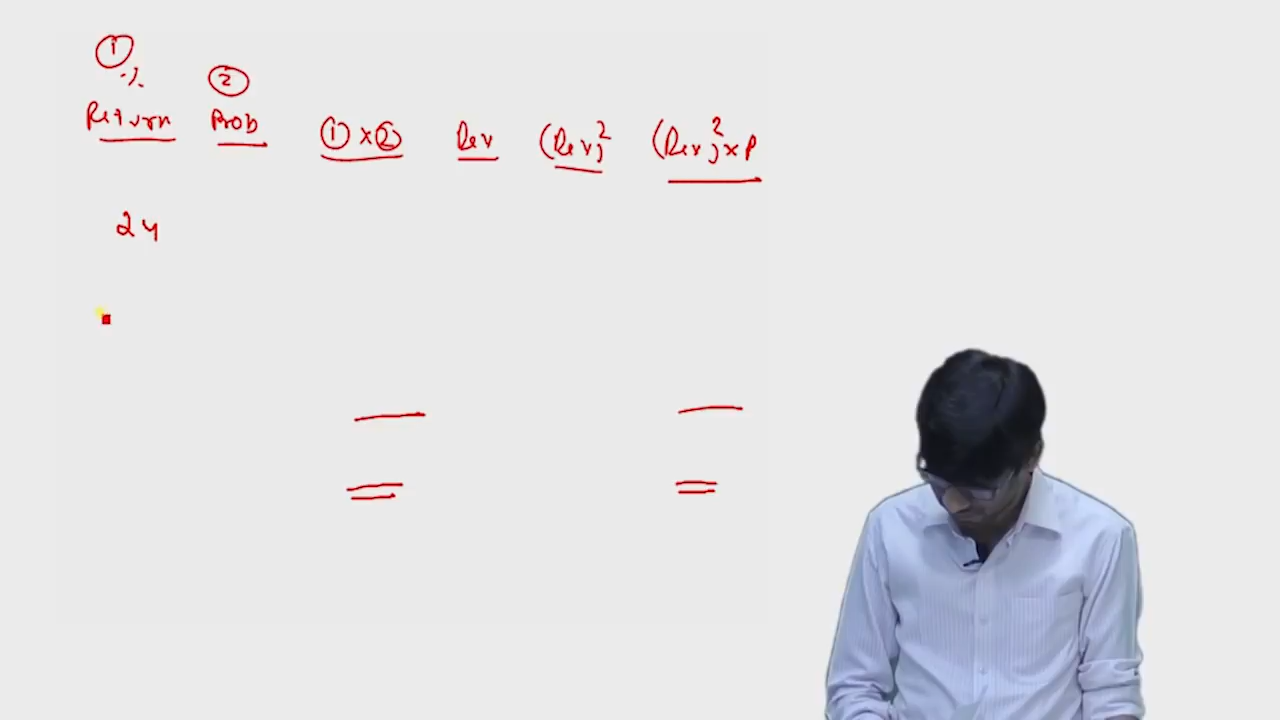 ① ②
%
Return Prob ① × ② Dev (Dev)² (Dev)² × P
24